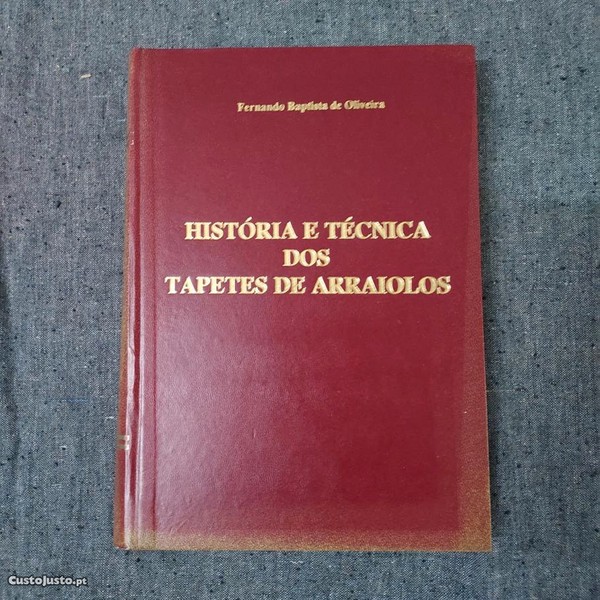 Fernando Baptista de Oliveira
HISTÓRIA E TÉCNICA
DOS
TAPETES DE ARRAIOLOS
CustoJusto.pt